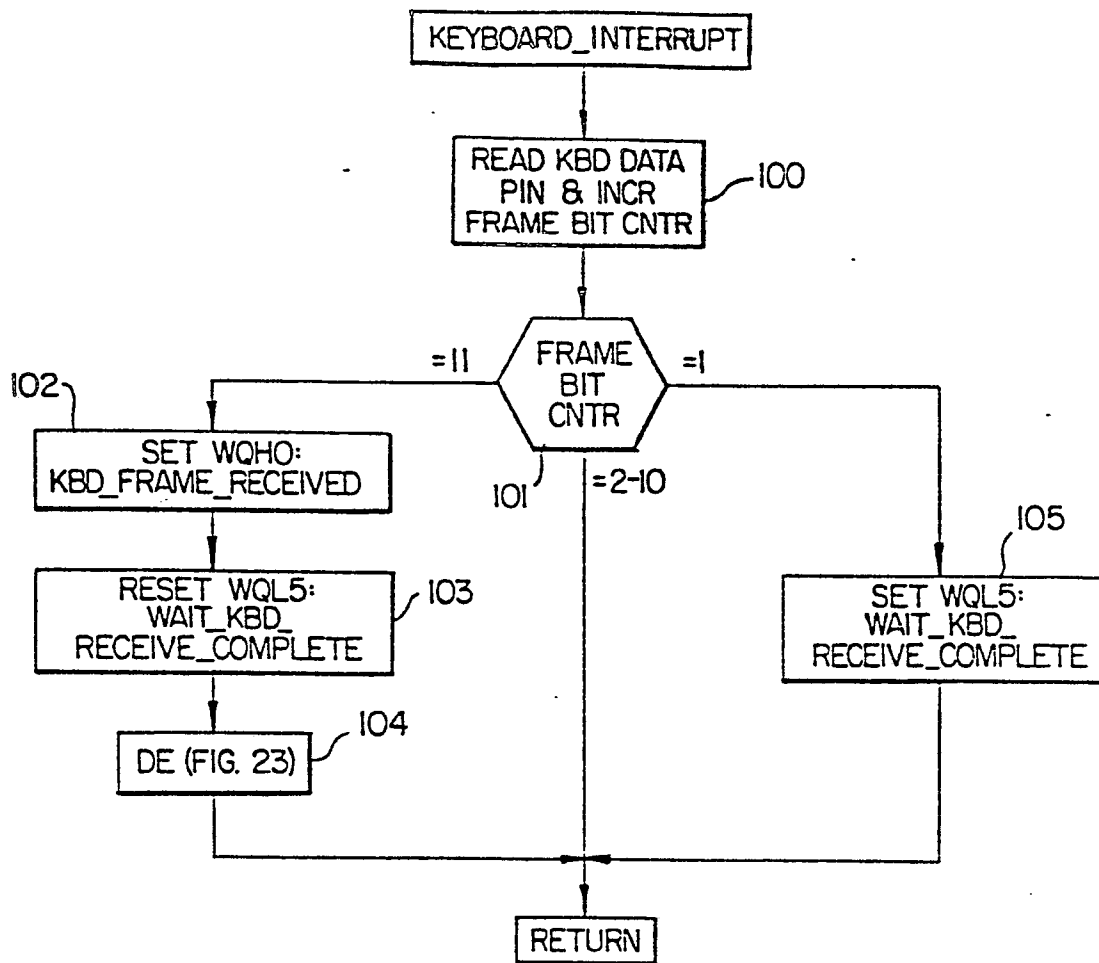 KEYBOARD_INTERRUPT
READ KBD DATA
PIN & INCR
FRAME BIT CNTR
100
FRAME
BIT
CNTR
=11
=1
=2-10
101
102
SET WQH0:
KBD_FRAME_RECEIVED
RESET WQL5:
WAIT_KBD_
RECEIVE_COMPLETE
103
DE (FIG. 23)
104
105
SET WQL5:
WAIT_KBD_
RECEIVE_COMPLETE
RETURN